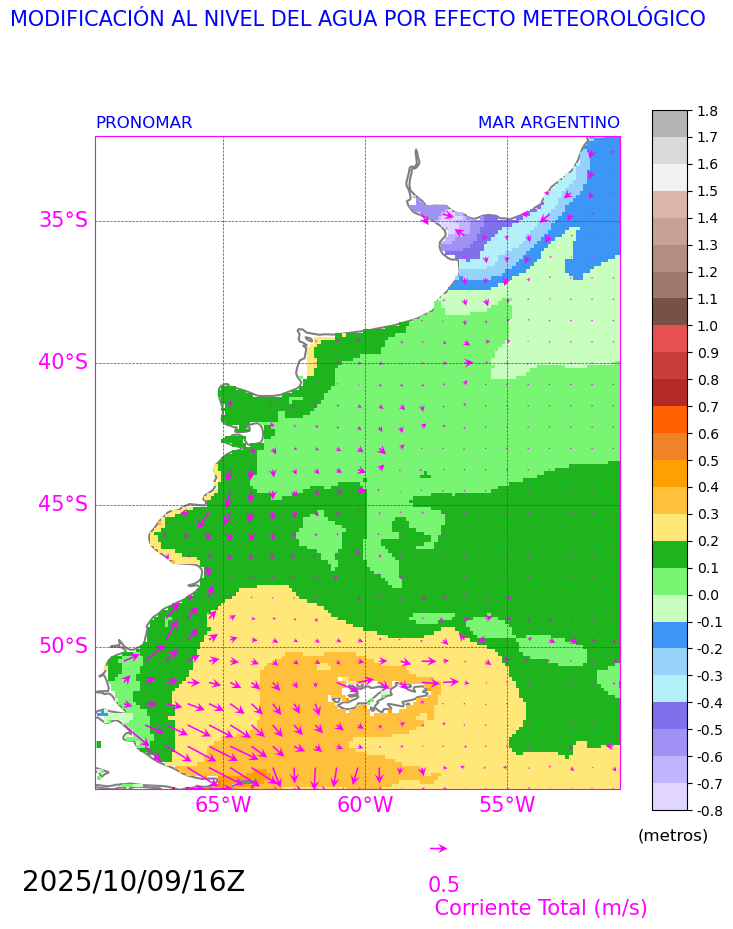 MODIFICACIÓN AL NIVEL DEL AGUA POR EFECTO METEOROLÓGICO
PRONOMAR MAR ARGENTINO
35°S
40°S
45°S
50°S
65°W 60°W 55°W
1.8
1.7
1.6
1.5
1.4
1.3
1.2
1.1
1.0
0.9
0.8
0.7
0.6
0.5
0.4
0.3
0.2
0.1
0.0
-0.1
-0.2
-0.3
-0.4
-0.5
-0.6
-0.7
-0.8
(metros)
2025/10/09/16Z
0.5
Corriente Total (m/s)